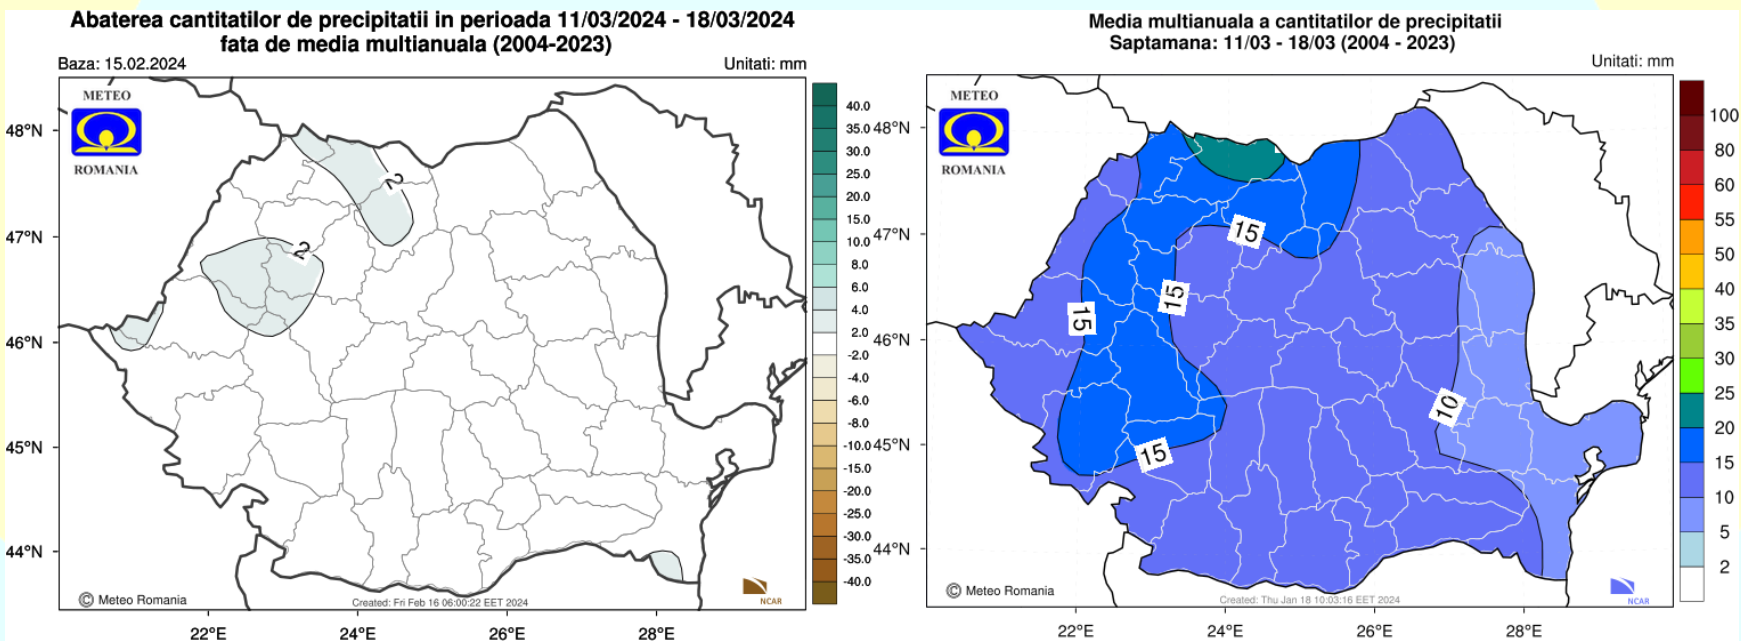 Abaterea cantitatilor de precipitatii in perioada 11/03/2024 - 18/03/2024
fata de media multianuala (2004-2023)
Baza: 15.02.2024
Unitati: mm
METEO
ROMANIA
48°N
47°N
46°N
45°N
44°N
22°E
24°E
26°E
28°E
2
2
40.0
35.0
30.0
25.0
20.0
15.0
10.0
8.0
6.0
4.0
2.0
-2.0
-4.0
-6.0
-8.0
-10.0
-15.0
-20.0
-25.0
-30.0
-35.0
-40.0
© Meteo Romania
Created: Fri Feb 16 06:00:22 EET 2024
NCAR
Media multianuala a cantitatilor de precipitatii
Saptamana: 11/03 - 18/03 (2004 - 2023)
Unitati: mm
METEO
ROMANIA
48°N
47°N
46°N
45°N
44°N
22°E
24°E
26°E
28°E
15
15
15
10
15
100
80
60
55
50
40
35
30
25
20
15
10
5
2
© Meteo Romania
Created: Thu Jan 18 10:03:16 EET 2024
NCAR